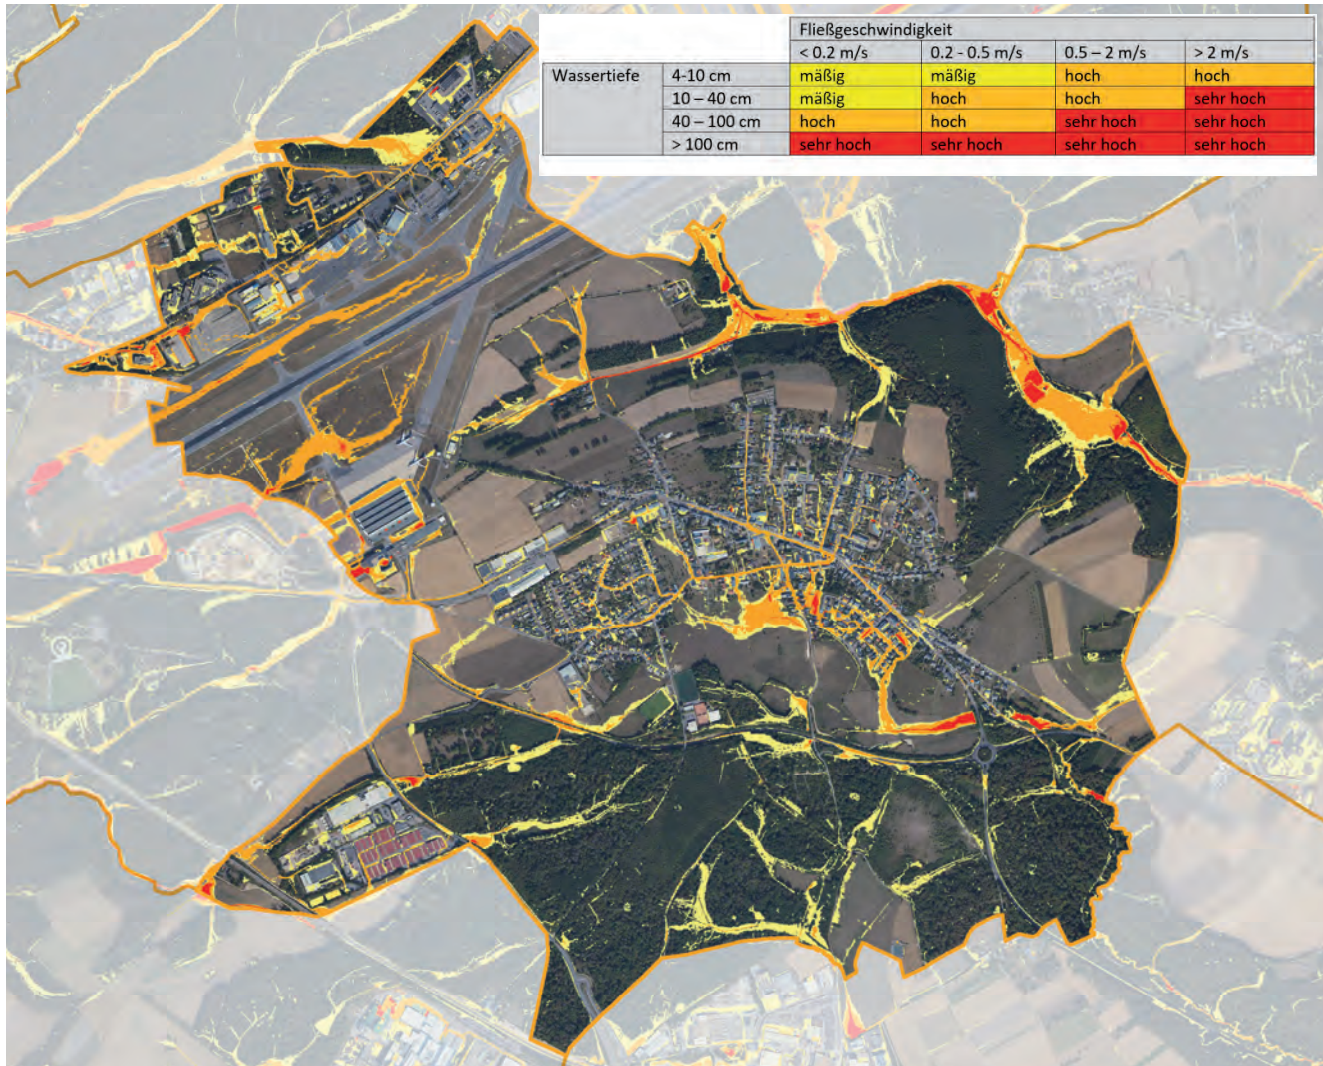 Fließgeschwindigkeit
< 0.2 m/s 0.2 - 0.5 m/s 0.5 – 2 m/s > 2 m/s
Wassertiefe 4-10 cm mäßig mäßig hoch hoch
10 – 40 cm mäßig hoch hoch sehr hoch
40 – 100 cm hoch hoch sehr hoch sehr hoch
> 100 cm sehr hoch sehr hoch sehr hoch sehr hoch